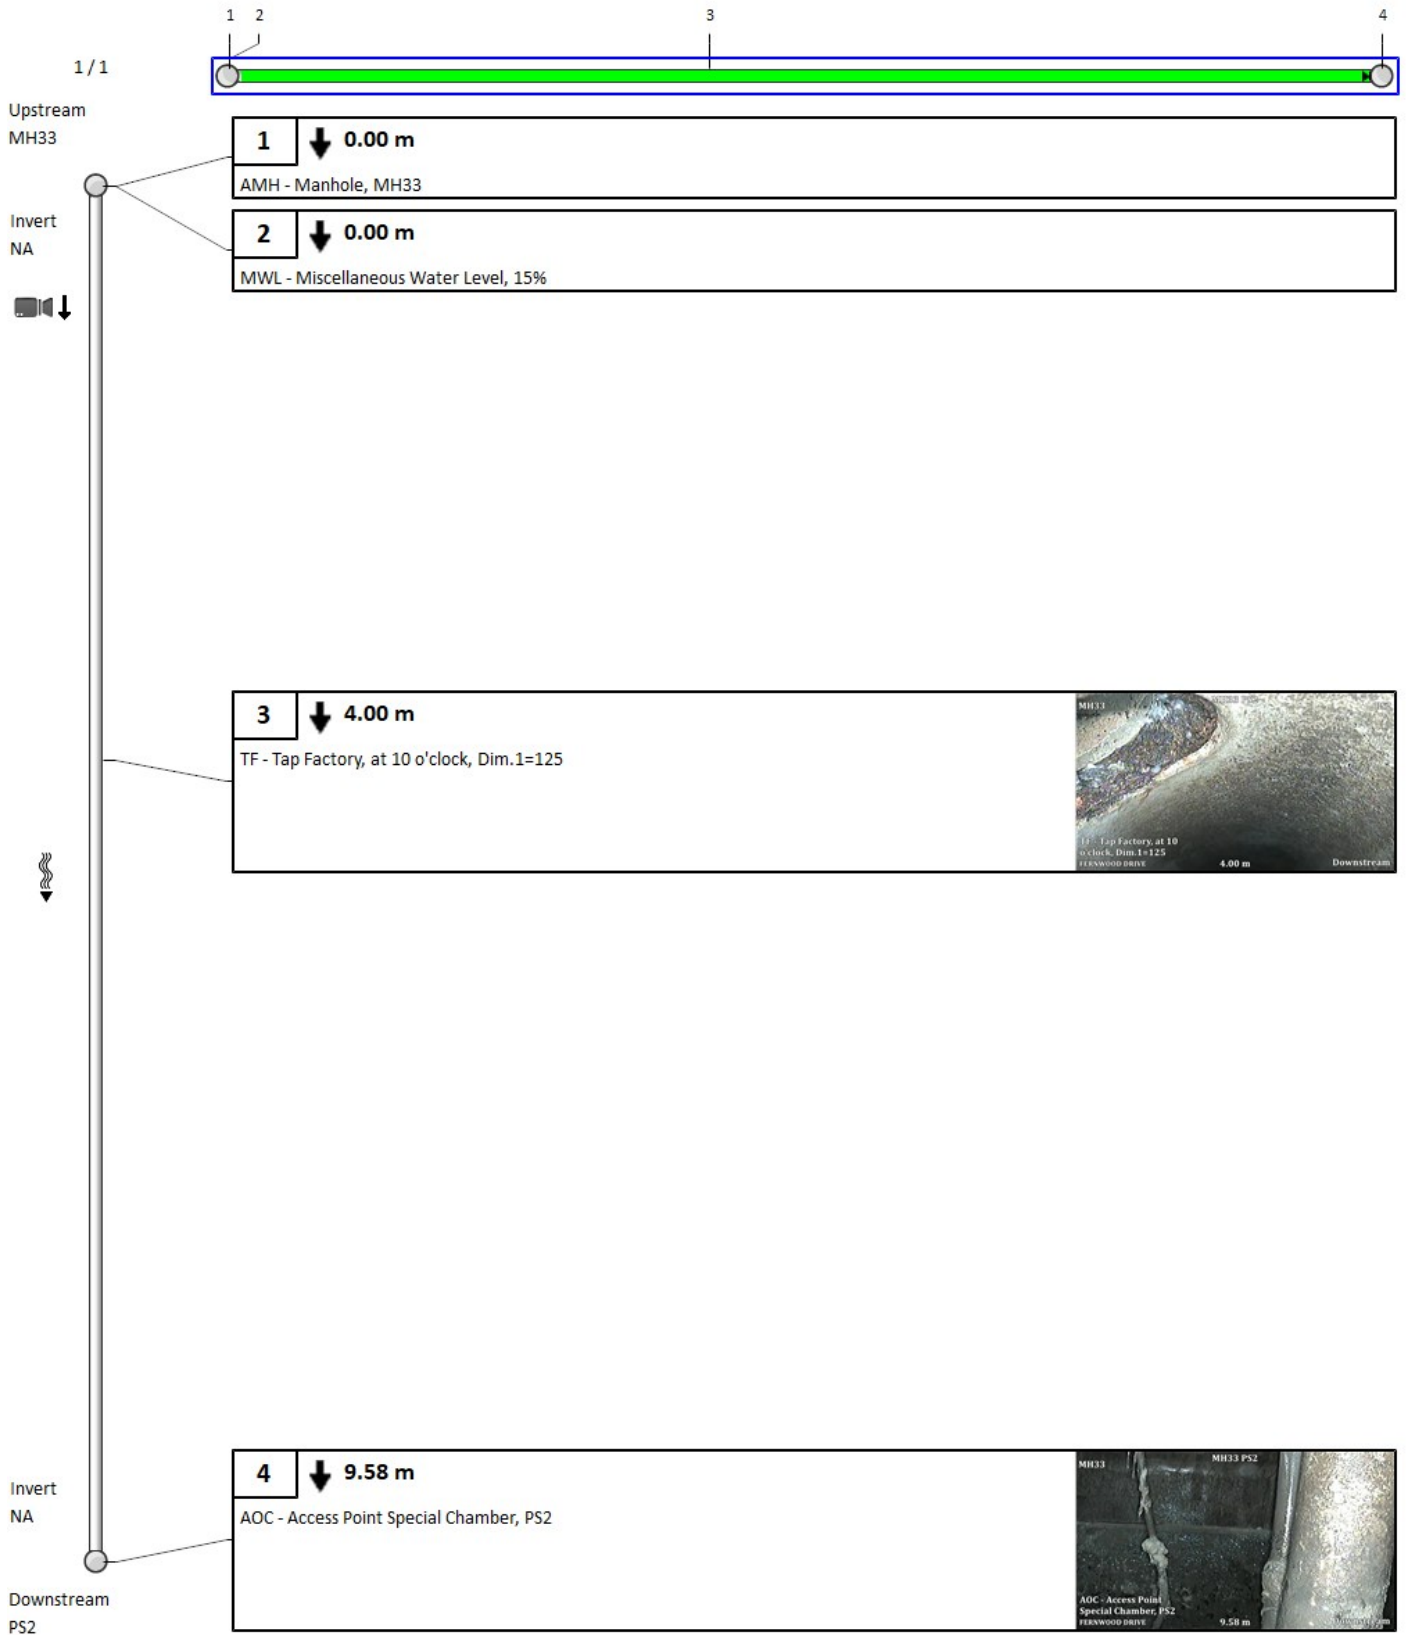 1 2 3 4
1 / 1
Upstream
MH33
1 0.00 m
AMH - Manhole, MH33
Invert
NA
2 0.00 m
MWL - Miscellaneous Water Level, 15%
3 4.00 m
TF - Tap Factory, at 10 o'clock, Dim.1=125
MH33
TF - Tap Factory, at 10
o'clock, Dim.1=125
FERNWOOD DRIVE 4.00 m Downstream
4 9.58 m
AOC - Access Point Special Chamber, PS2
MH33 MH33 PS2
AOC - Access Point
Special Chamber, PS2
FERNWOOD DRIVE 9.58 m Downstream
Invert
NA
Downstream
PS2